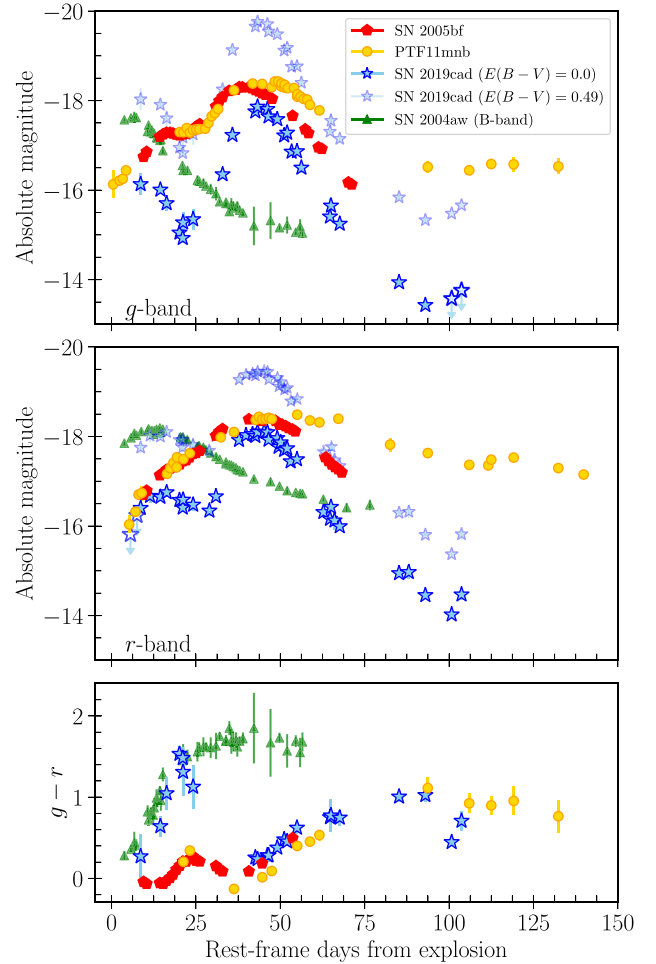 −20
−18
−16
−14
Absolute magnitude
g-band
SN 2005bf
PTF11mnb
SN 2019cad (E(B − V) = 0.0)
SN 2019cad (E(B − V) = 0.49)
SN 2004aw (B-band)
−20
−18
−16
−14
Absolute magnitude
r-band
2
1
0
g − r
0 25 50 75 100 125 150
Rest-frame days from explosion